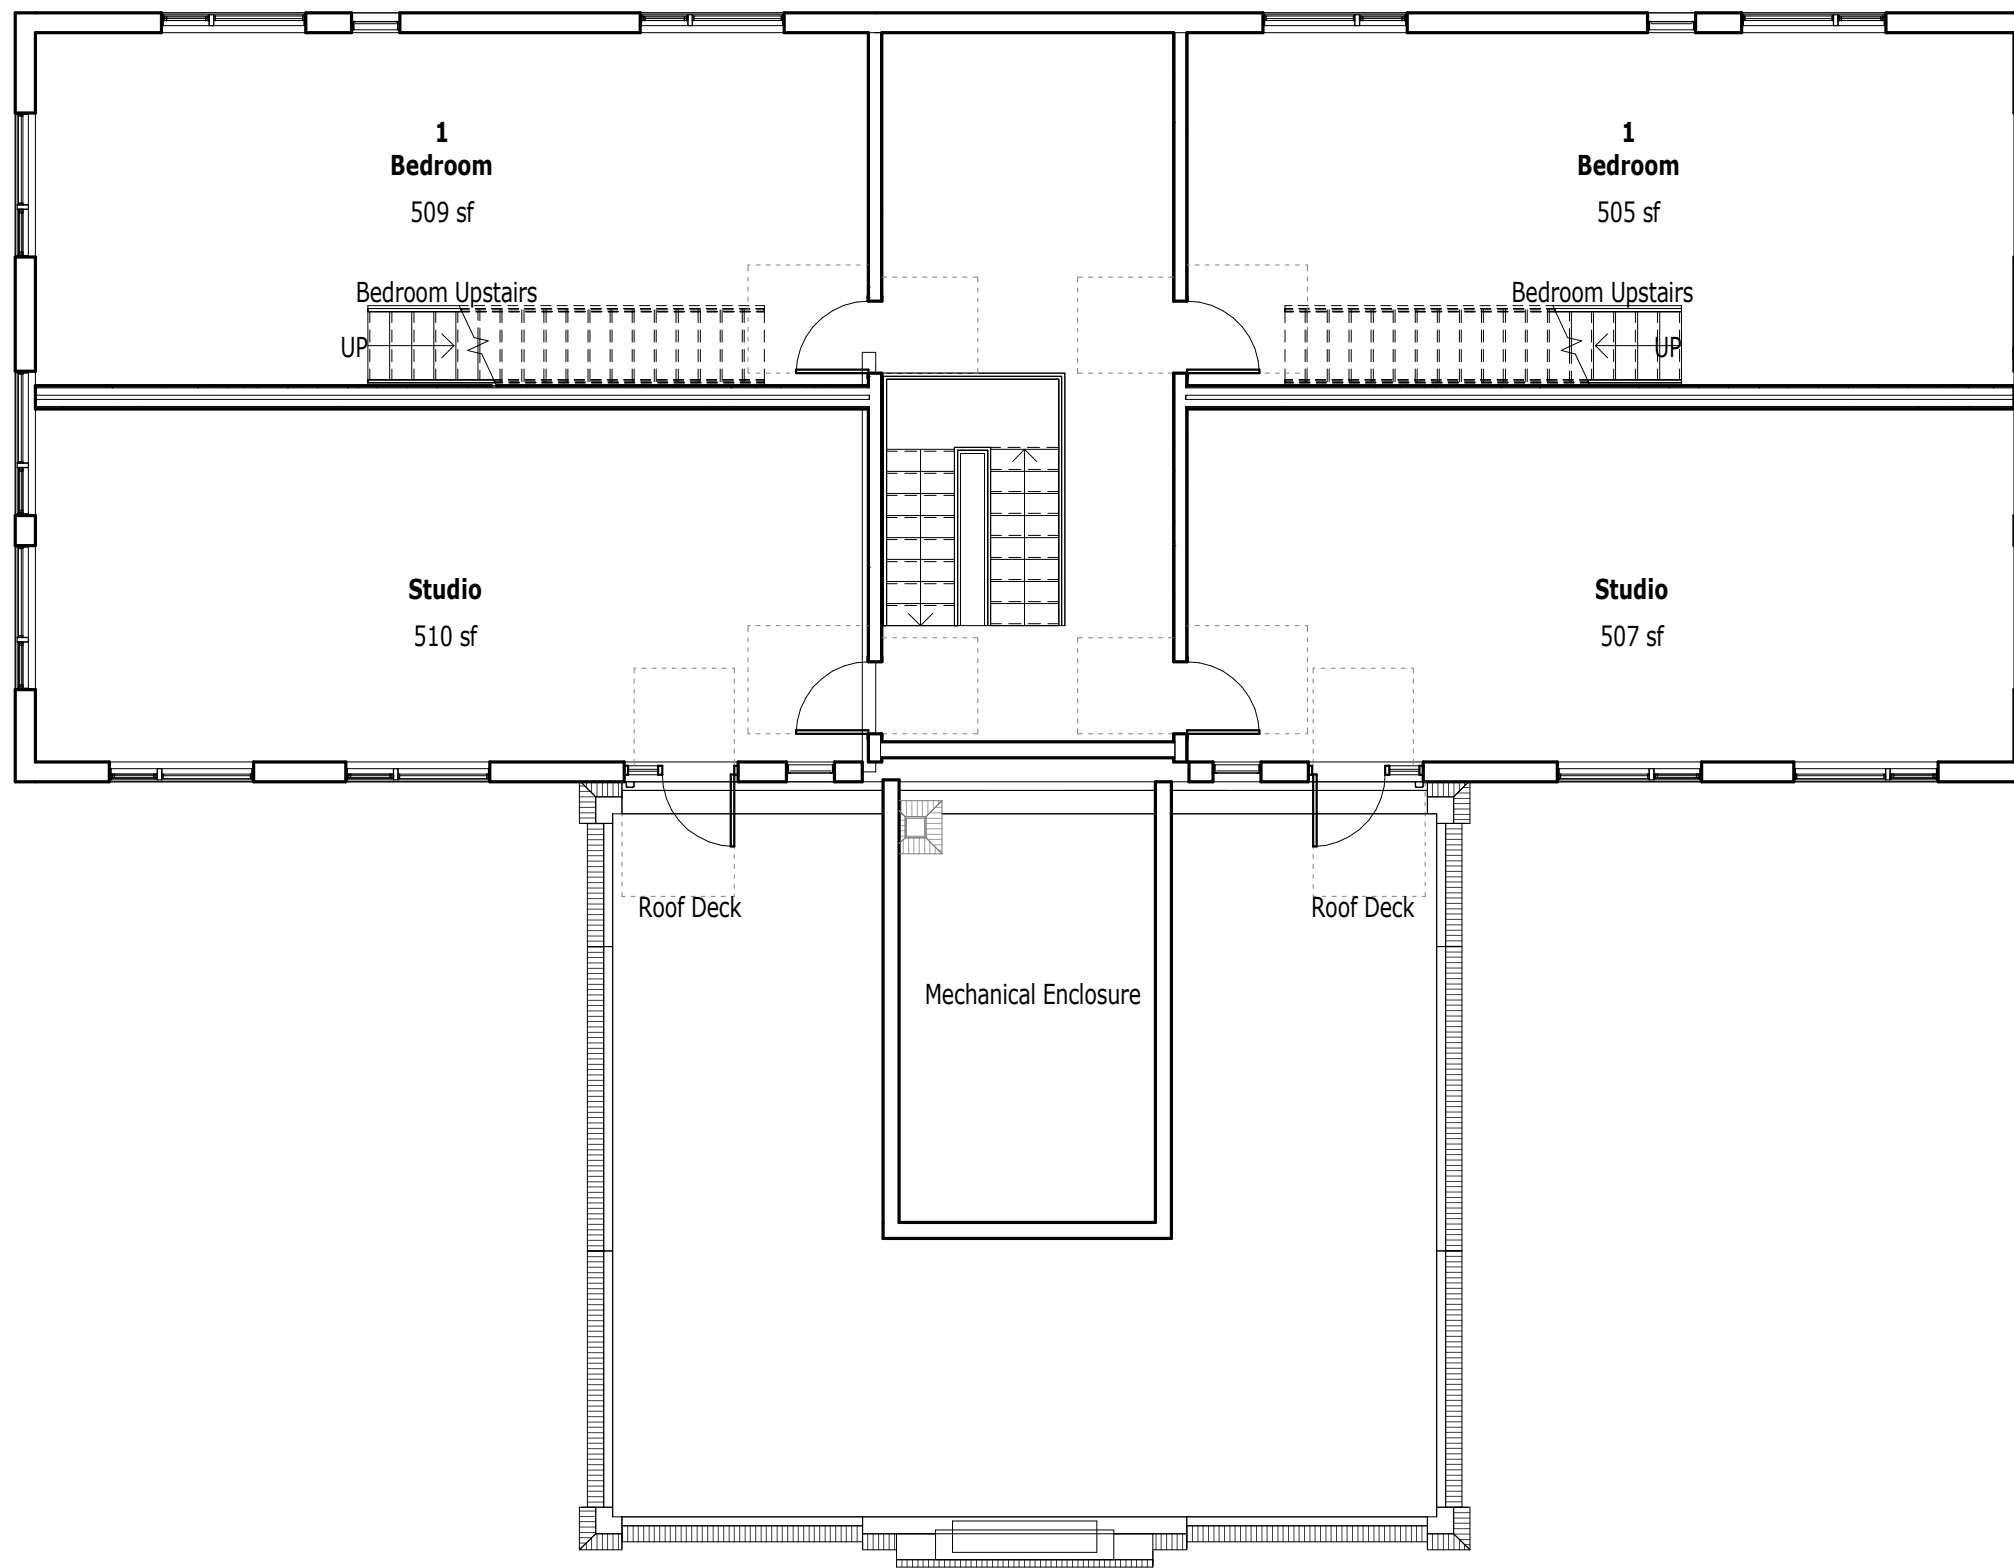 1
Bedroom
509 sf
Bedroom Upstairs
UP
1
Bedroom
505 sf
Bedroom Upstairs
UP
Studio
510 sf
Studio
507 sf
Roof Deck
Roof Deck
Mechanical Enclosure